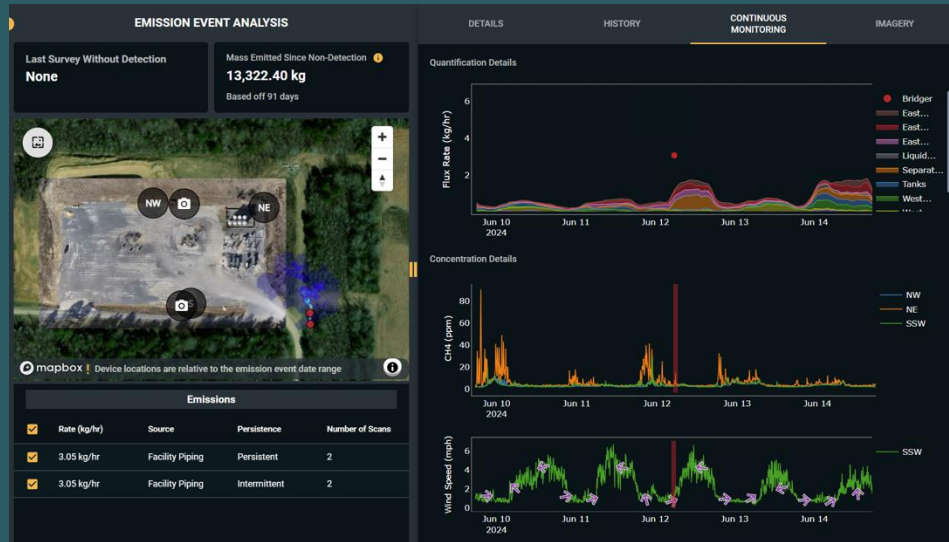 EMISSION EVENT ANALYSIS
Last Survey Without Detection
None
Mass Emitted Since Non-Detection
13,322.40 kg
Based off 91 days
NW
NE
mapbox
Device locations are relative to the emission event date range
Emissions
Rate (kg/hr) Source Persistence Number of Scans
3.05 kg/hr Facility Piping Persistent 2
3.05 kg/hr Facility Piping Intermittent 2
DETAILS HISTORY CONTINUOUS MONITORING IMAGERY
Quantification Details
Flux Rate (kg/hr)
6
4
2
Jun 10 Jun 11 Jun 12 Jun 13 Jun 14
2024
Bridger
East...
East...
East...
Liquid...
Separat...
Tanks
West...
Concentration Details
CH4 (ppm)
80
60
40
20
0
Jun 10 Jun 11 Jun 12 Jun 13 Jun 14
2024
NW
NE
SSW
Wind Speed (mph)
6
4
2
0
Jun 10 Jun 11 Jun 12 Jun 13 Jun 14
2024
SSW